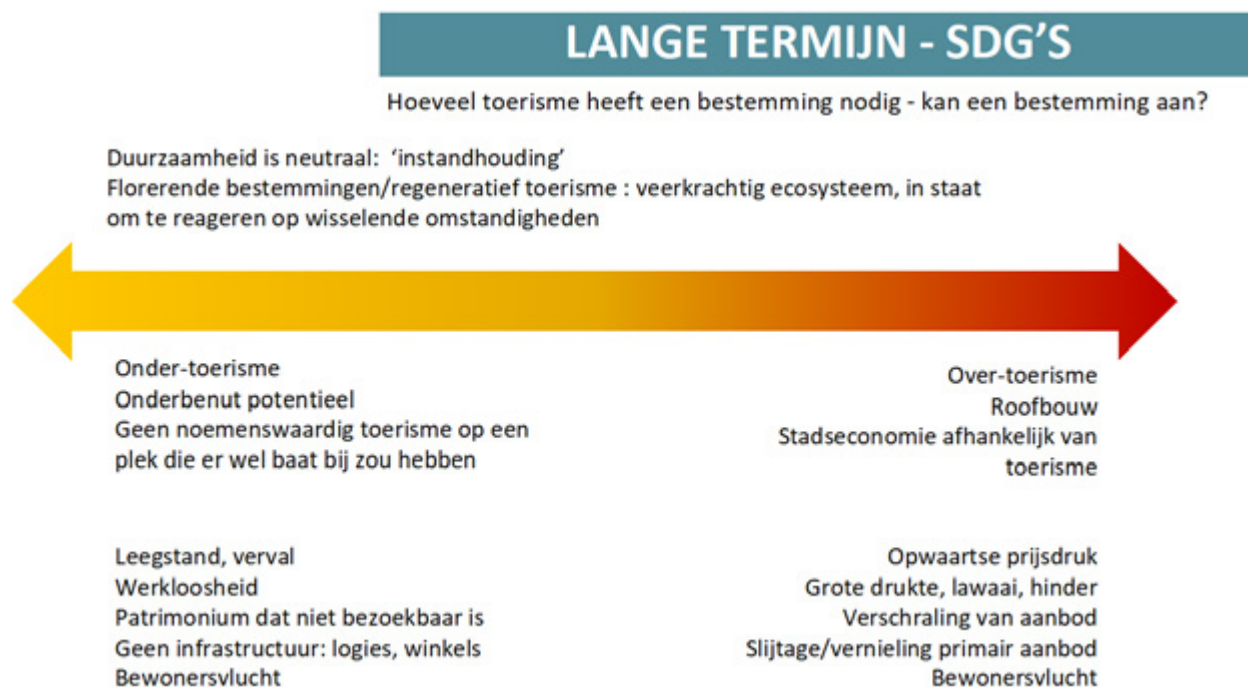 LANGE TERMIJN - SDG'S
Hoeveel toerisme heeft een bestemming nodig - kan een bestemming aan?
Duurzaamheid is neutraal: ‘instandhouding’
Florerende bestemmingen/regeneratief toerisme : veerkrachtig ecosysteem, in staat
om te reageren op wisselende omstandigheden
Onder-toerisme
Onderbenut potentieel
Geen noemenswaardig toerisme op een
plek die er wel baat bij zou hebben
Leegstand, verval
Werkloosheid
Patrimonium dat niet bezoekbaar is
Geen infrastructuur: logies, winkels
Bewonersvlucht
Over-toerisme
Roofbouw
Stadseconomie afhankelijk van
toerisme
Opwaartse prijsdruk
Grote drukte, lawaai, hinder
Verschraling van aanbod
Slijtage/vernieling primair aanbod
Bewonersvlucht